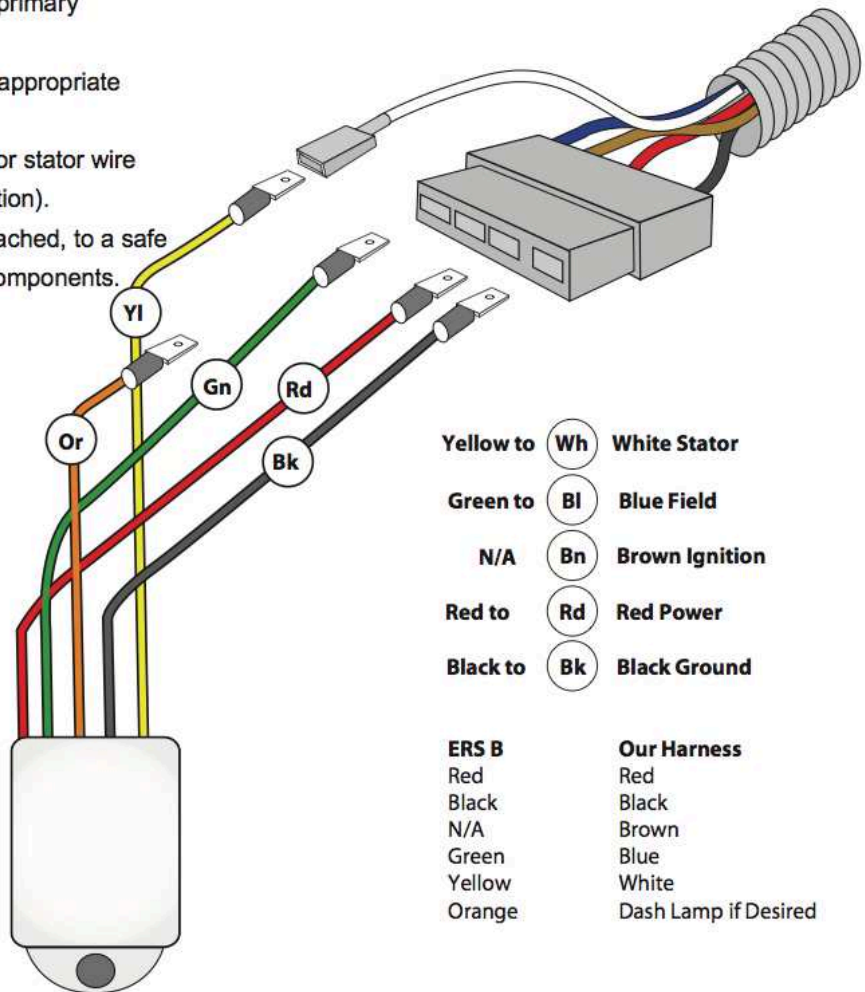 primary
appropriate
or stator wire
tion).
ached, to a safe
omponents.
Yl
Gn
Rd
Or
Bk
Yellow to Wh White Stator
Green to Bl Blue Field
N/A Bn Brown Ignition
Red to Rd Red Power
Black to Bk Black Ground
ERS B Our Harness
Red Red
Black Black
N/A Brown
Green Blue
Yellow White
Orange Dash Lamp if Desired